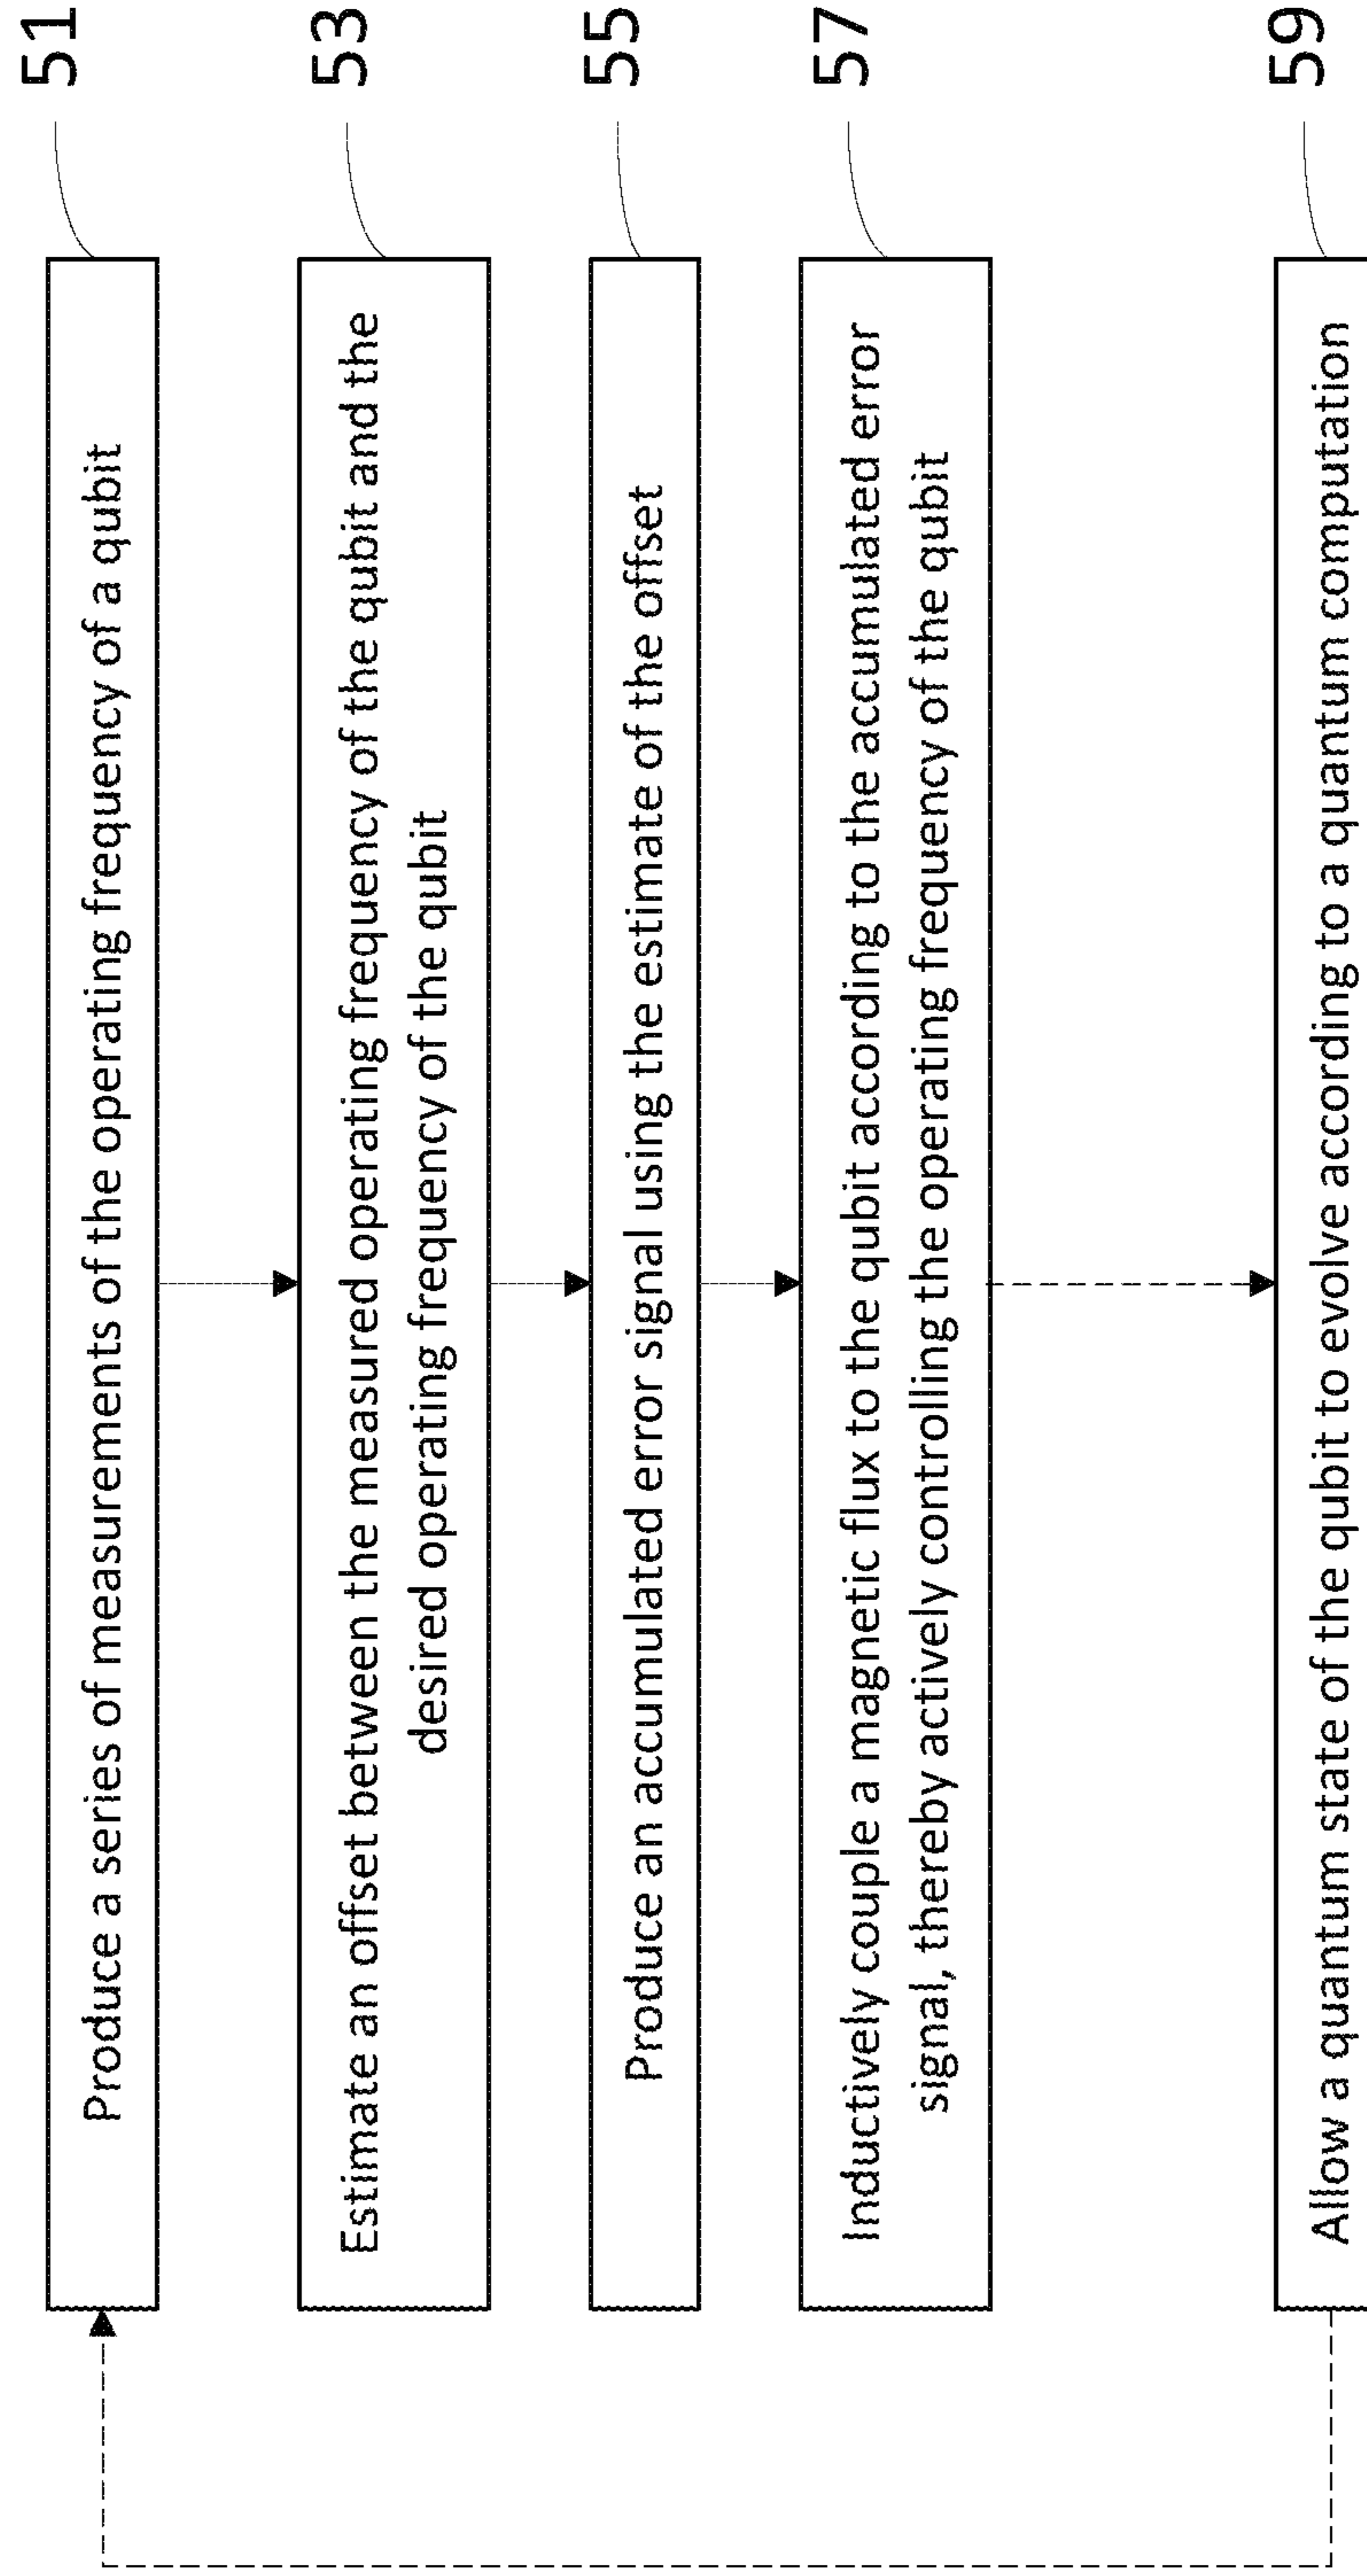 Produce a series of measurements of the operating frequency of a qubit
51
Estimate an offset between the measured operating frequency of the qubit and the
desired operating frequency of the qubit
53
Produce an accumulated error signal using the estimate of the offset
55
Inductively couple a magnetic flux to the qubit according to the accumulated error
signal, thereby actively controlling the operating frequency of the qubit
57
Allow a quantum state of the qubit to evolve according to a quantum computation
59